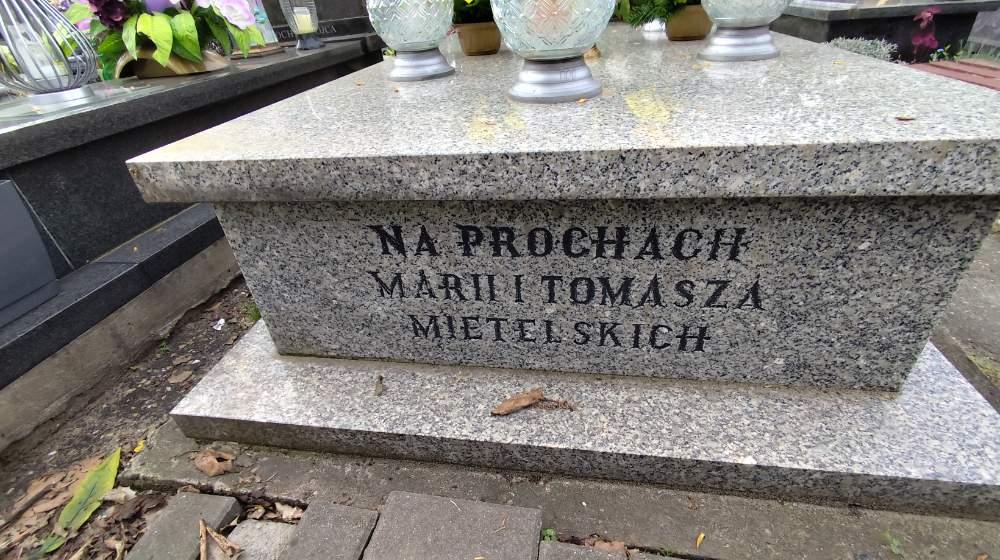 NA PROCHACH
MARII I TOMASZA
MIETELSKICH